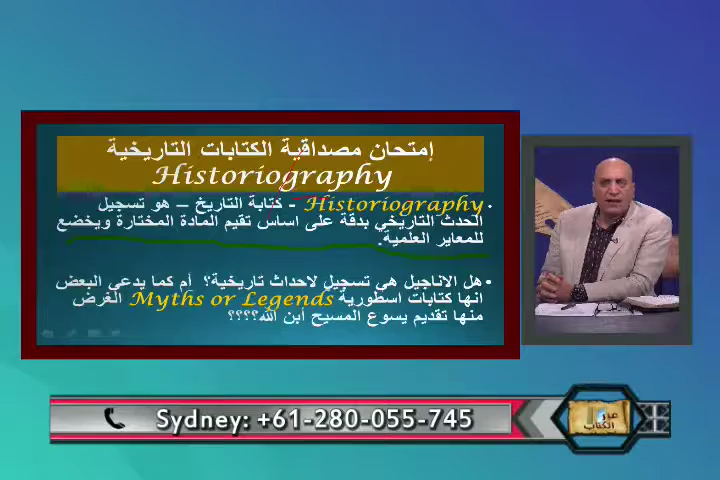 إمتحان مصداقية الكتابات التاريخية
Historiography
• Historiography - كتابة التاريخ – هو تسجيل
الحدث التاريخي بدقة على اساس تقيم المادة المختارة ويخضع
للمعاير العلمية.
• هل الاناجيل هي تسجيل لاحداث تاريخية؟ أم كما يدعي البعض
انها كتابات اسطورية Myths or Legends الغرض
منها تقديم يسوع المسيح أبن الله؟؟؟؟
Sydney: +61-280-055-745
الكتاب